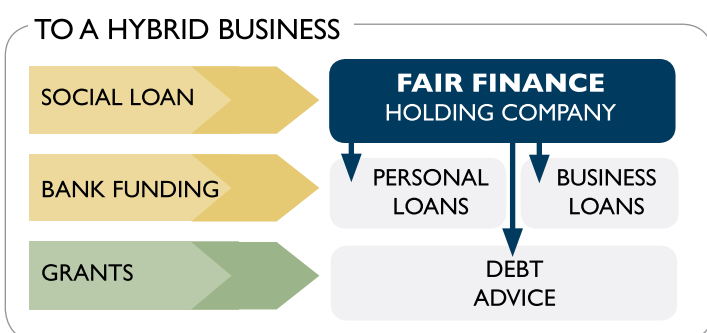 TO A HYBRID BUSINESS
SOCIAL LOAN
FAIR FINANCE
HOLDING COMPANY
BANK FUNDING
PERSONAL
LOANS
BUSINESS
LOANS
GRANTS
DEBT
ADVICE